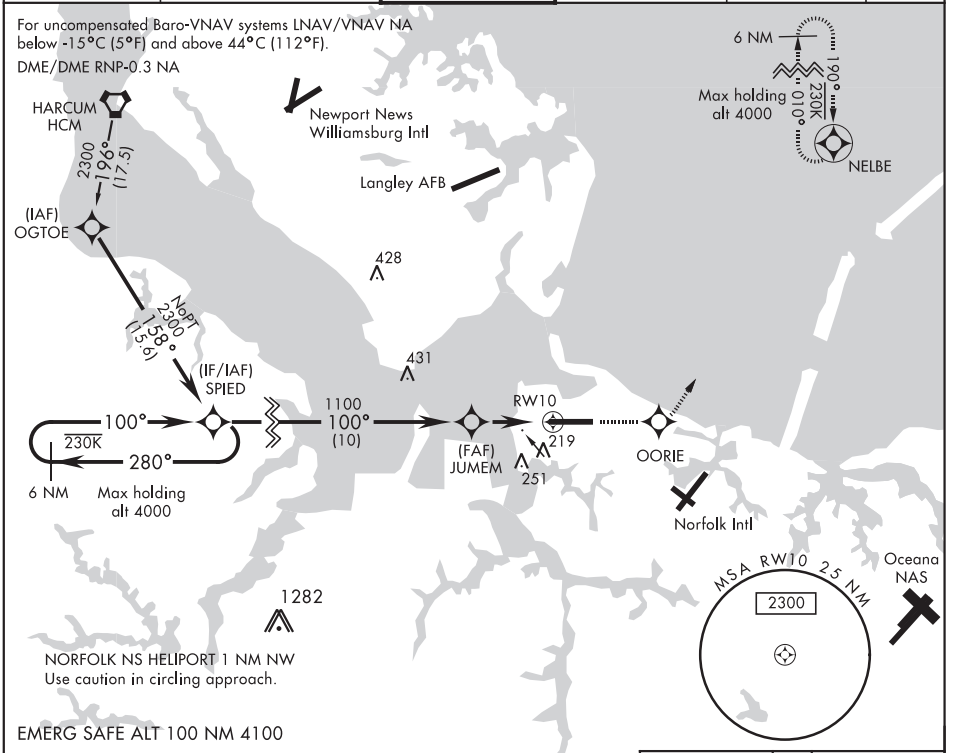 For uncompensated Baro-VNAV systems LNAV/VNAV NA
below -15°C (5°F) and above 44°C (112°F).
DME/DME RNP-0.3 NA
HARCUM
HCM
2300
196°
(17.5)
(IAF)
OGTOE
NoPT
2300
158°
(15.6)
(IF/IAF)
SPIED
100°
230K
280°
6 NM
Max holding
alt 4000
Newport News
Williamsburg Intl
Langley AFB
428
431
1100
100°
(10)
(FAF)
JUMEM
RW10
219
251
OORIE
Norfolk Intl
6 NM
190°
230K
010°
Max holding
alt 4000
NELBE
Oceana
NAS
MSA RW10 25 NM
2300
1282
NORFOLK NS HELIPORT 1 NM NW
Use caution in circling approach.
EMERG SAFE ALT 100 NM 4100